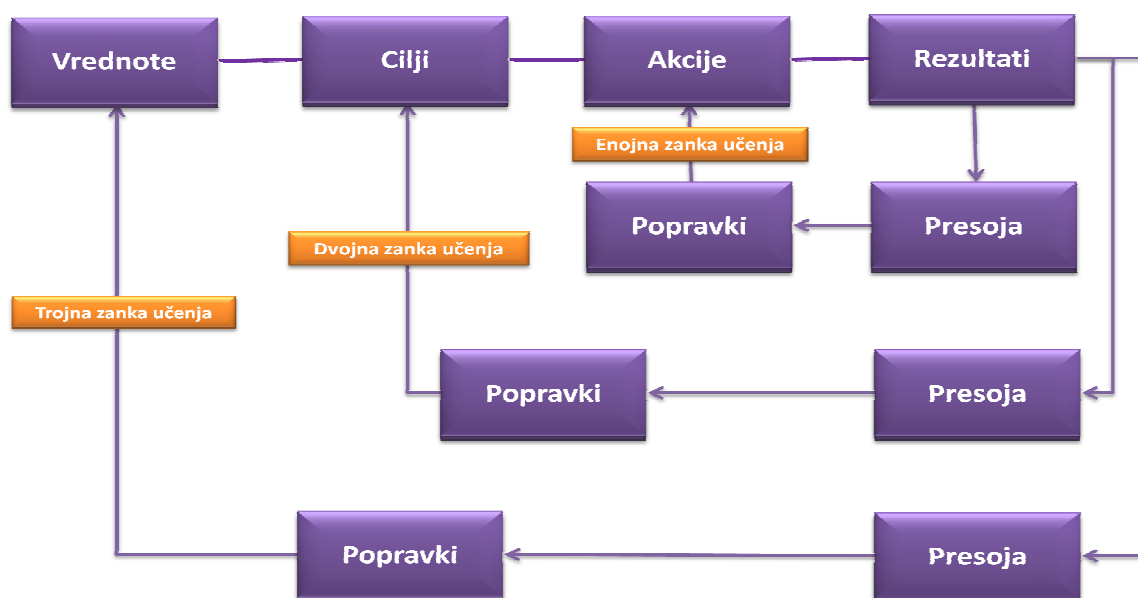 Vrednote
Cilji
Akcije
Rezultati
Enojna zanka učenja
Popravki
Presoja
Dvojna zanka učenja
Trojna zanka učenja
Popravki
Presoja
Popravki
Presoja